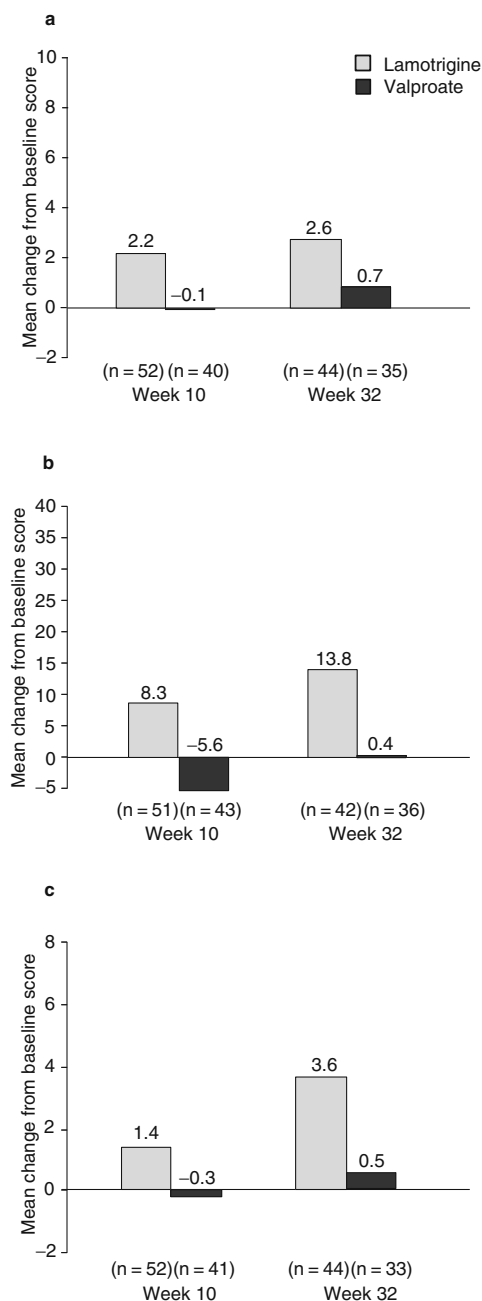 a
Lamotrigine
Valproate
Mean change from baseline score
10
8
6
4
2
0
−2
2.2
−0.1
2.6
0.7
(n = 52) (n = 40)
(n = 44) (n = 35)
Week 10
Week 32
b
Mean change from baseline score
40
35
30
25
20
15
10
5
0
−5
8.3
−5.6
13.8
0.4
(n = 51) (n = 43)
(n = 42) (n = 36)
Week 10
Week 32
c
Mean change from baseline score
8
6
4
2
0
−2
1.4
−0.3
3.6
0.5
(n = 52) (n = 41)
(n = 44) (n = 33)
Week 10
Week 32